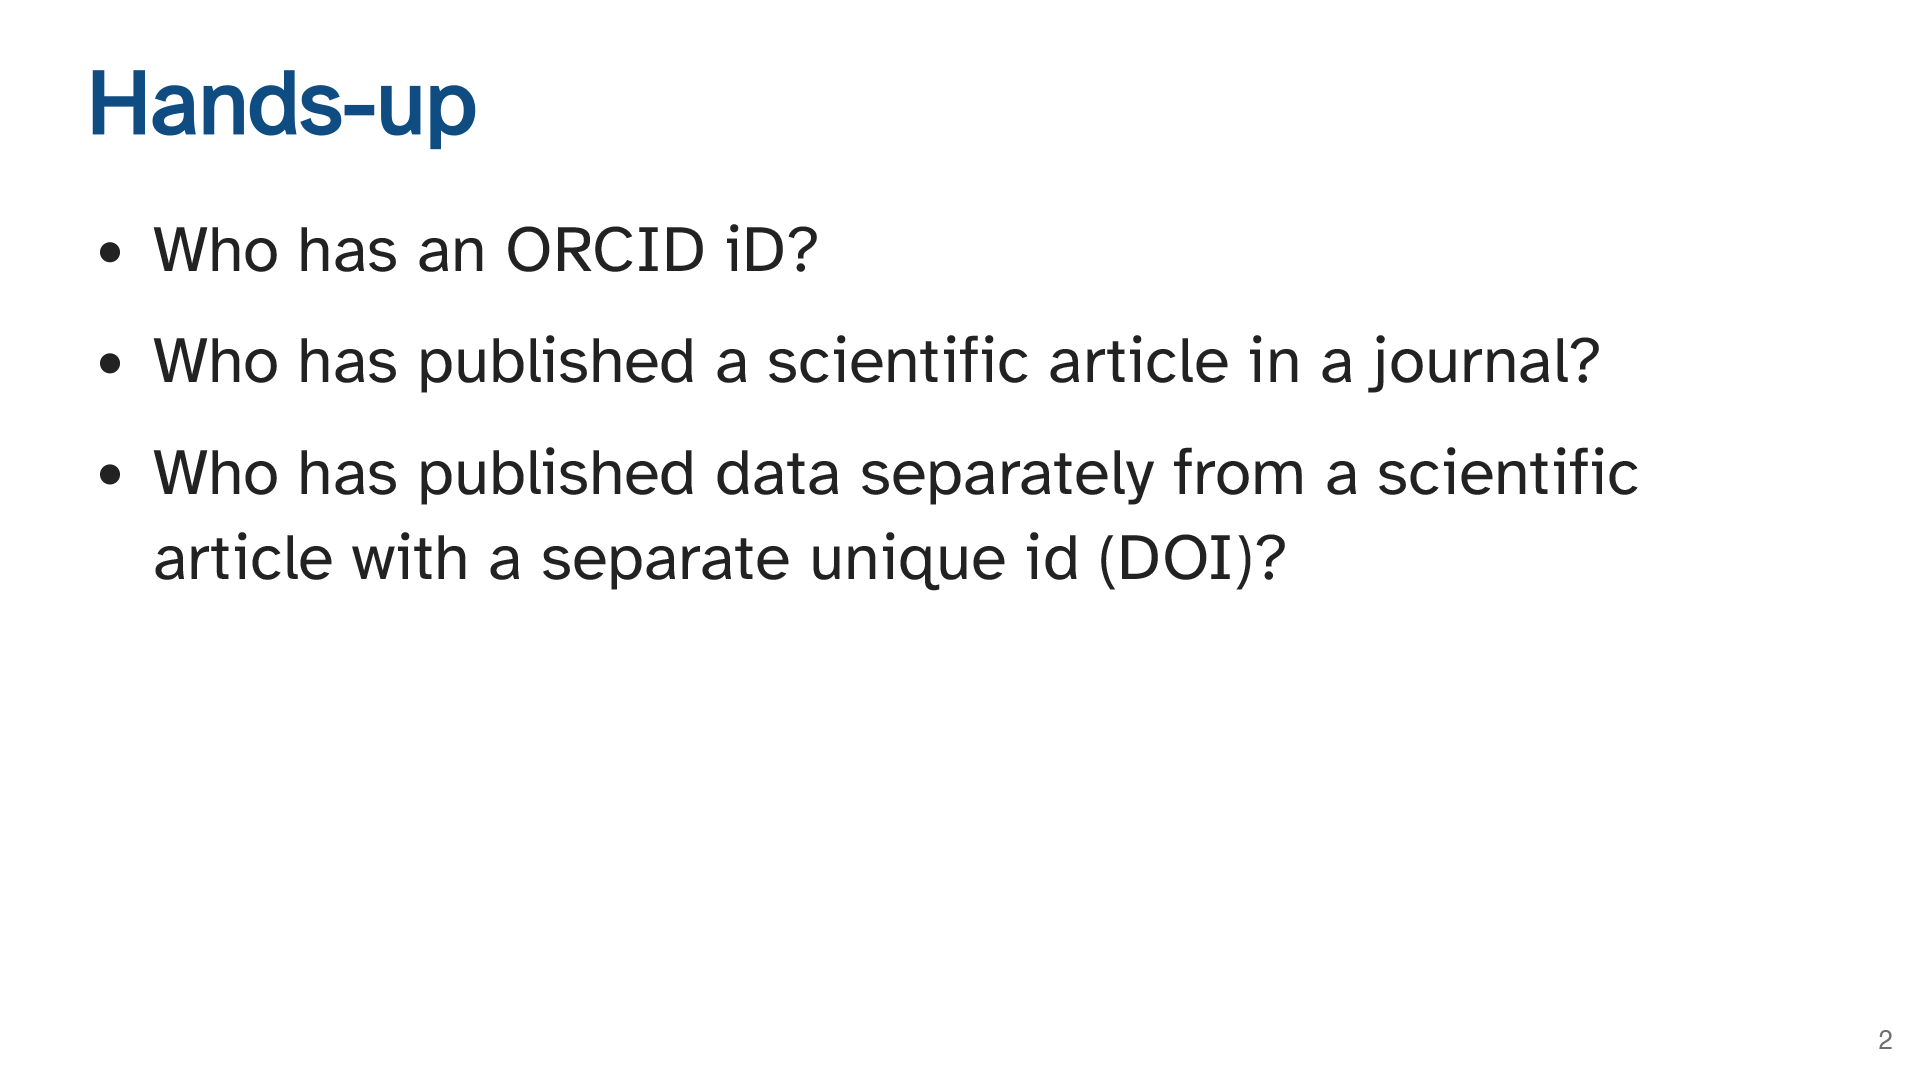 Hands-up
• Who has an ORCID iD?
• Who has published a scientific article in a journal?
• Who has published data separately from a scientific
article with a separate unique id (DOI)?
2